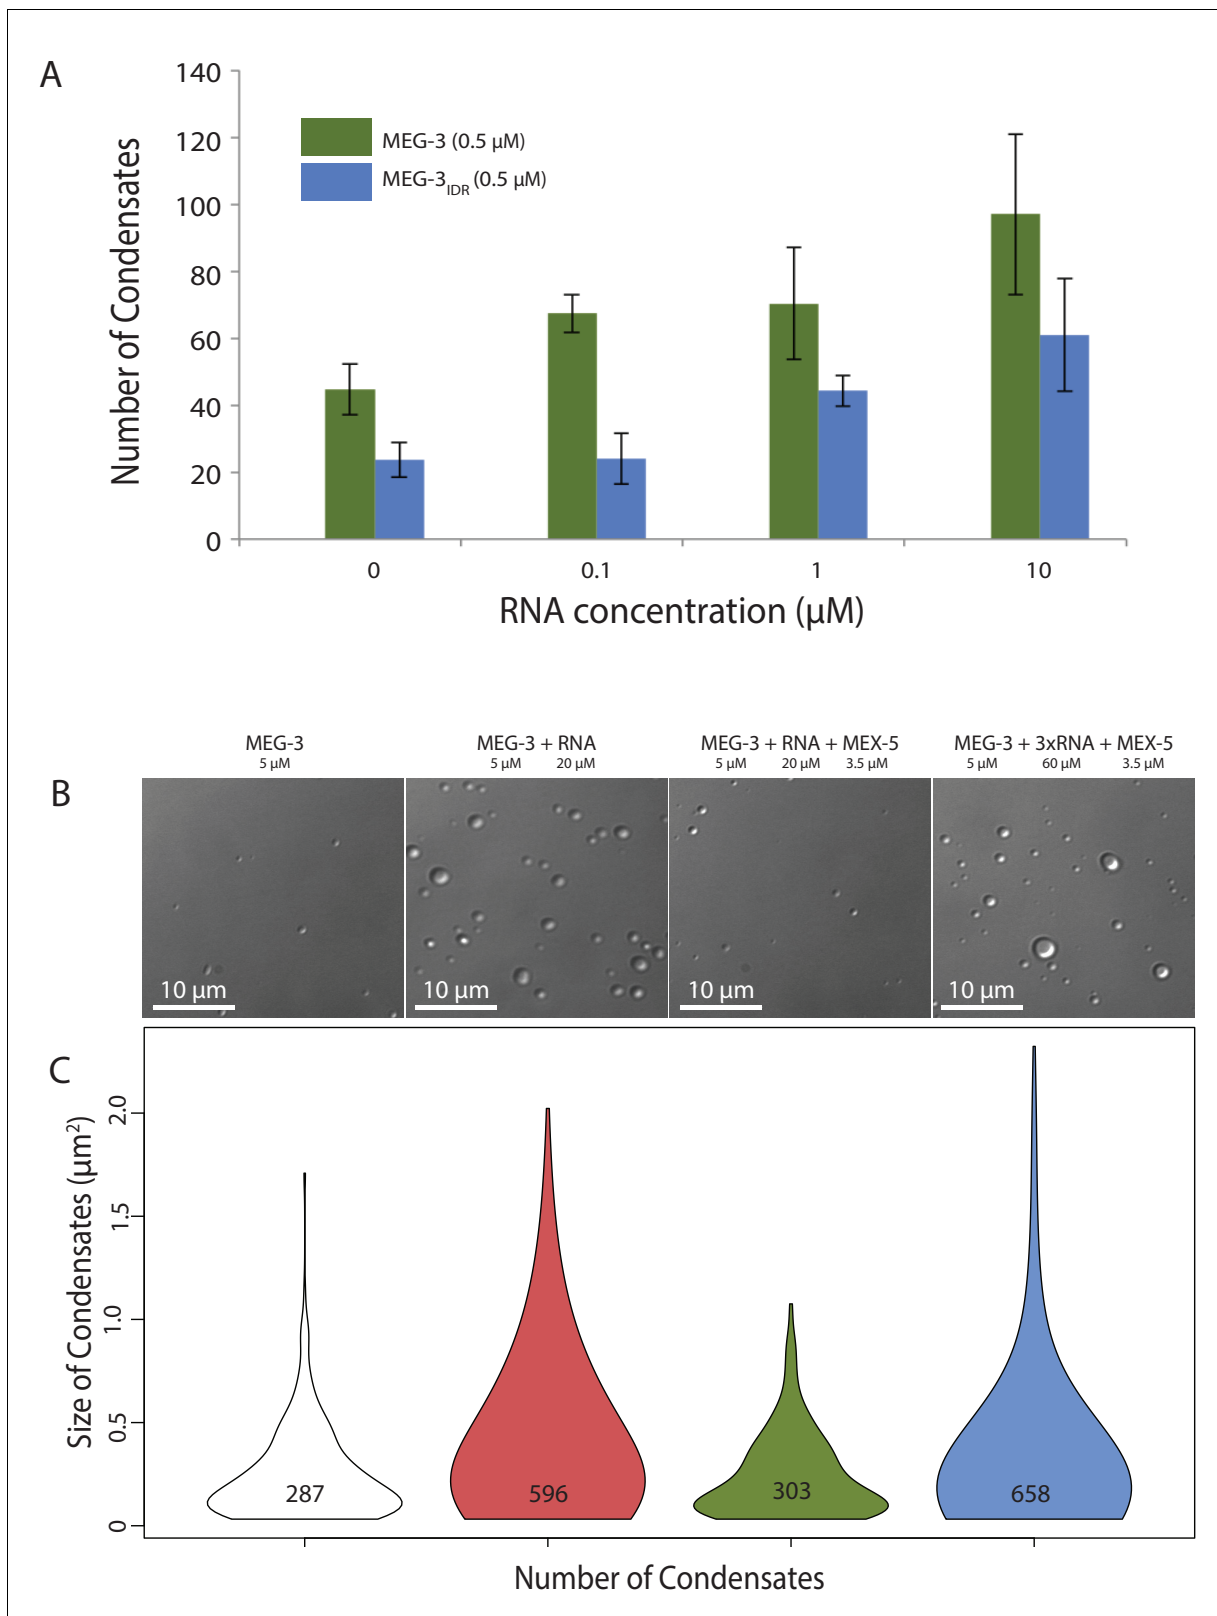 A
140
120
100
80
60
40
20
0
Number of Condensates
MEG-3 (0.5 µM)
MEG-3IDR (0.5 µM)
0 0.1 1 10
RNA concentration (µM)
B
MEG-3 MEG-3 + RNA MEG-3 + RNA + MEX-5 MEG-3 + 3xRNA + MEX-5
5 µM 5 µM 20 µM 5 µM 20 µM 3.5 µM 5 µM 60 µM 3.5 µM
10 µm 10 µm 10 µm 10 µm
C
2.0
1.5
1.0
0.5
0
Size of Condensates (µm²)
287 596 303 658
Number of Condensates